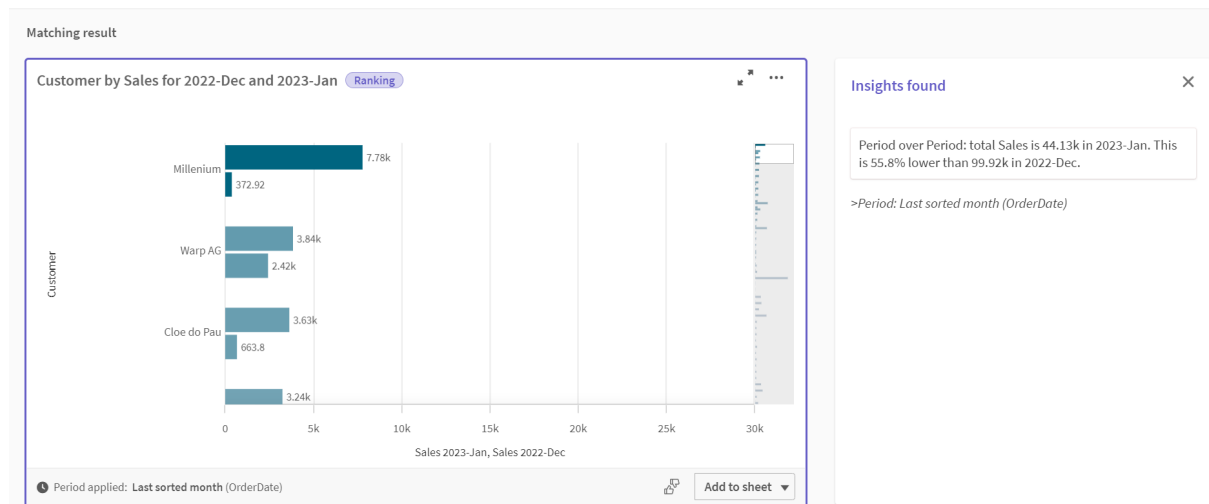 Matching result
Customer by Sales for 2022-Dec and 2023-Jan Ranking
Insights found
Period over Period: total Sales is 44.13k in 2023-Jan. This
is 55.8% lower than 99.92k in 2022-Dec.
>Period: Last sorted month (OrderDate)
Customer
Millenium
7.78k
372.92
Warp AG
3.84k
2.42k
Cloe do Pau
3.63k
663.8
3.24k
0 5k 10k 15k 20k 25k 30k
Sales 2023-Jan, Sales 2022-Dec
Period applied: Last sorted month (OrderDate)
Add to sheet